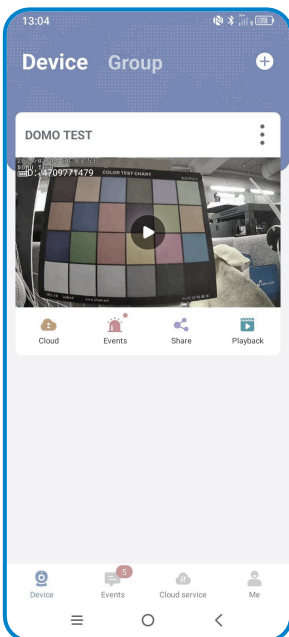 13:04
73
Device Group
DOMO TEST
ID: 4709771479
COLOR TEST CHART
Cloud Events Share Playback
5
Device Events Cloud service Me